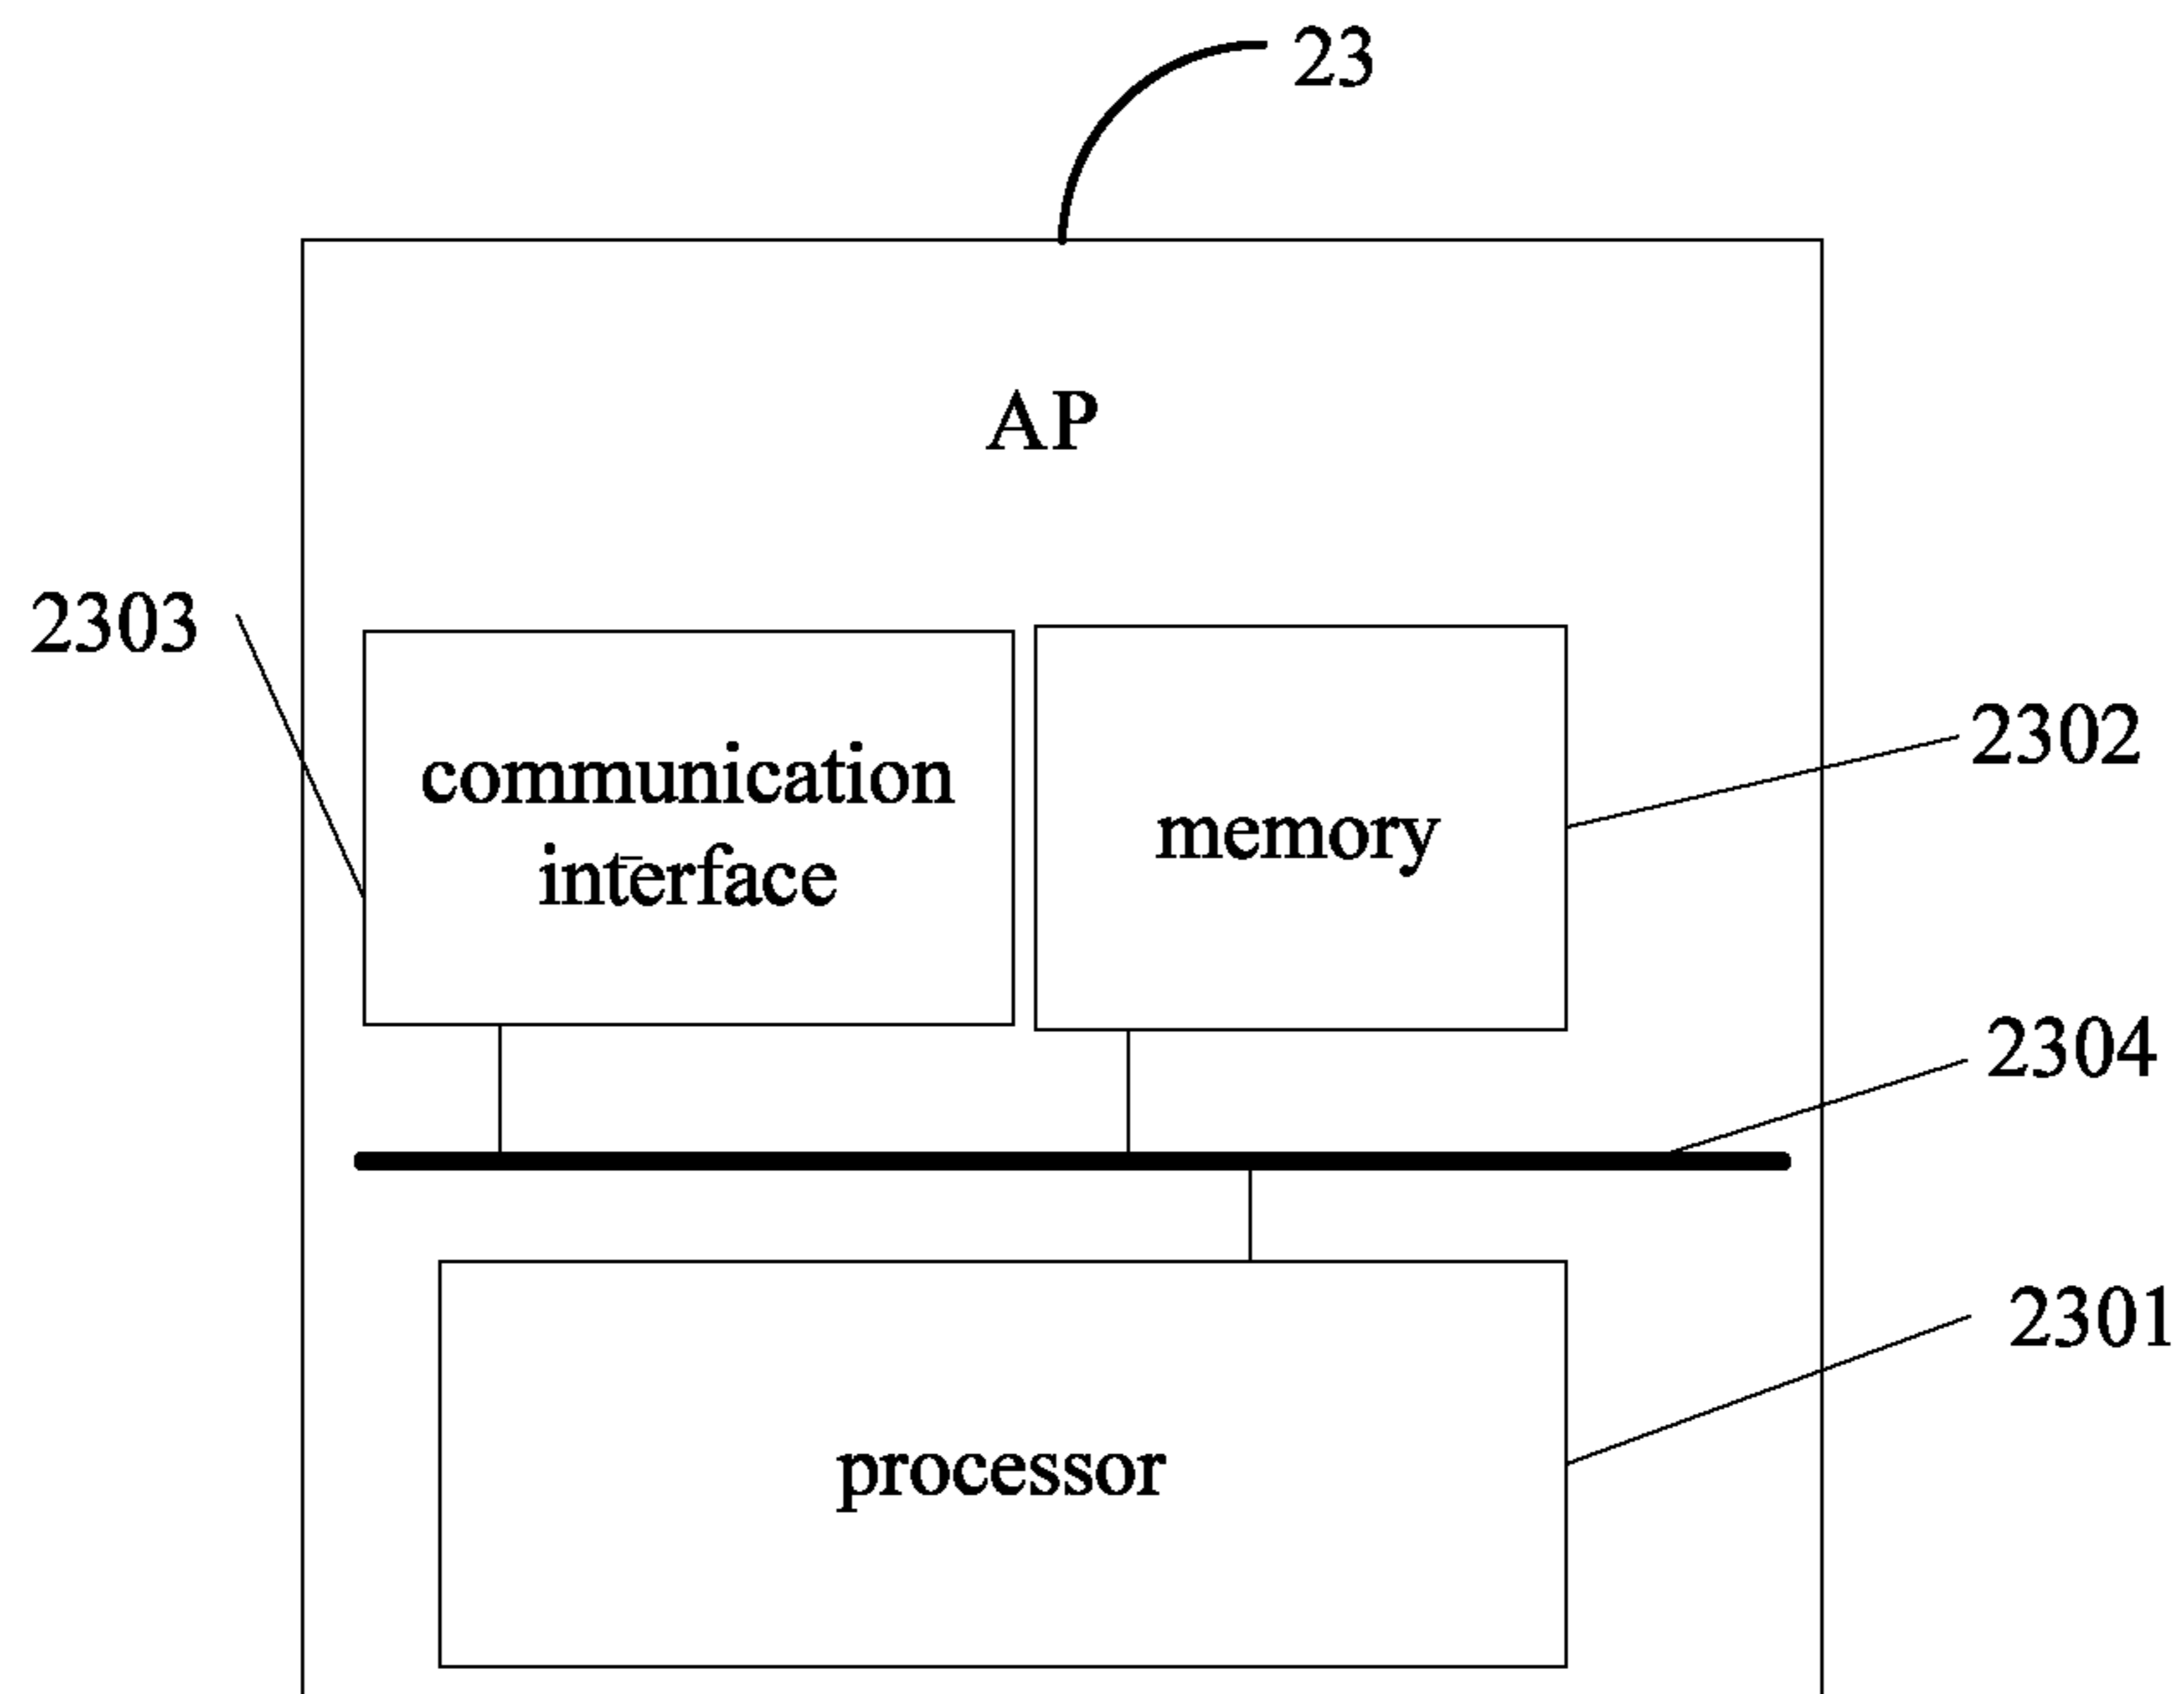 23
AP
2303
communication
interface
memory
2302
2304
2301
processor